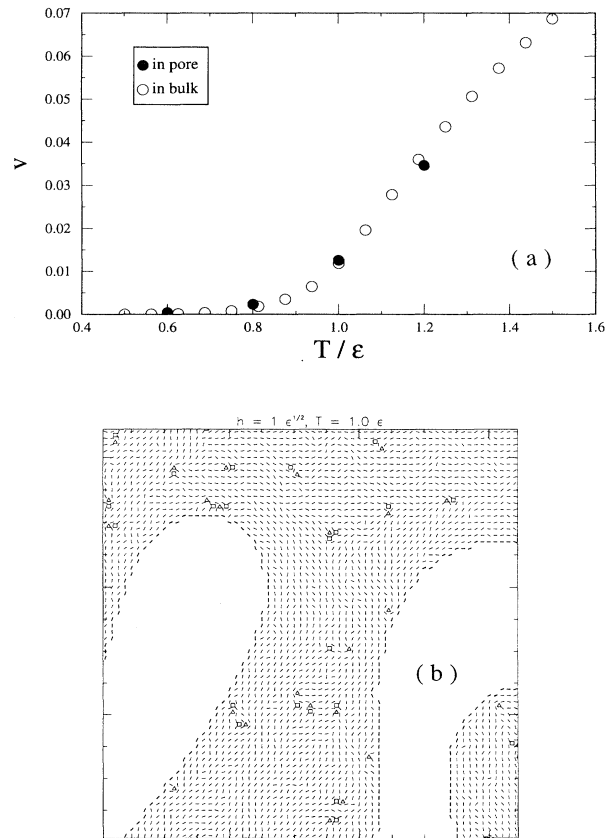 0.07
0.06
0.05
0.04
0.03
0.02
0.01
0.00
v
in pore
in bulk
( a )
0.4 0.6 0.8 1.0 1.2 1.4 1.6
T / ε
h = 1 ε^1/2, T = 1.0 ε
( b )